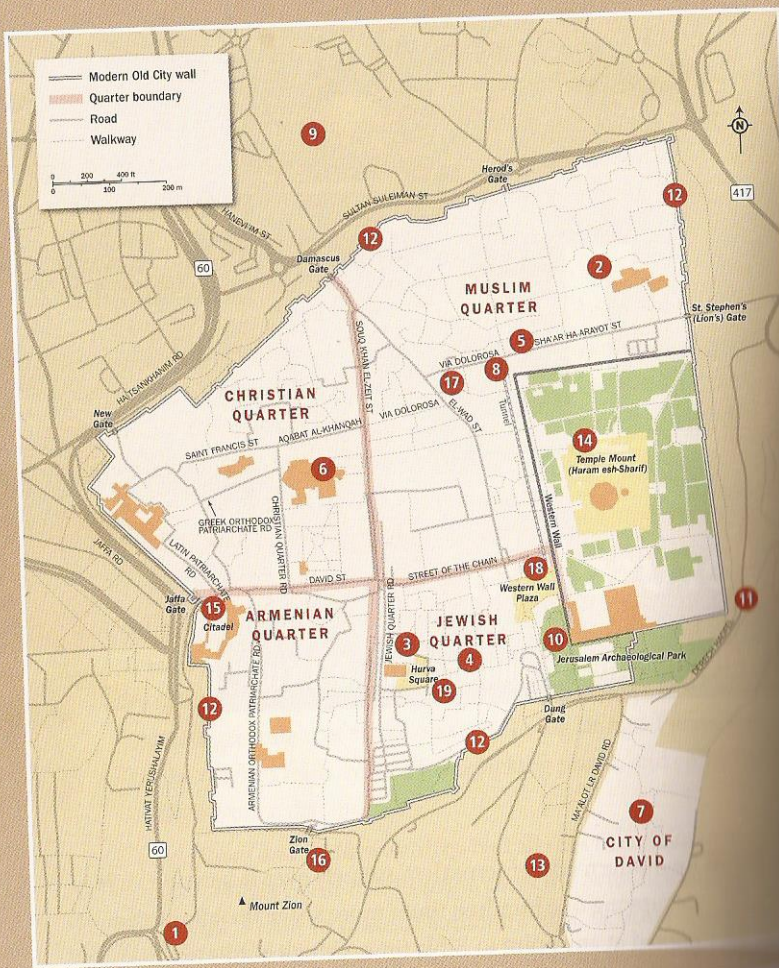 Modern Old City wall
Quarter boundary
Road
Walkway
0 200 400 ft
0 100 200 m
9
N
417
HANEVI'IM ST
SULTAN SULEIMAN ST
Herod's
Gate
12
12
60
Damascus
Gate
2
MUSLIM
QUARTER
St. Stephen's
(Lion's) Gate
HA-TSANKHANIM RD
SOUQ KHAN EL-ZEIT ST
5
SHA'AR HA-ARAYOT ST
VIA DOLOROSA
8
17
CHRISTIAN
QUARTER
VIA DOLOROSA
EL-WAD ST
Tunnel
New
Gate
SAINT FRANCIS ST
AQABAT AL-KHANQAH
14
Temple Mount
(Haram esh-Sharif)
6
GREEK ORTHODOX
PATRIARCHATE RD
CHRISTIAN QUARTER RD
Western Wall
JAFFA RD
LATIN PATRIARCHATE
RD
DAVID ST
STREET OF THE CHAIN
18
Western Wall
Plaza
Jaffa
Gate
15
Citadel
ARMENIAN
QUARTER
JEWISH QUARTER RD
JEWISH
QUARTER
11
3
4
10
Jerusalem Archaeological Park
Hurva
Square
19
12
ARMENIAN ORTHODOX PATRIARCHATE RD
12
Dung
Gate
HATIVAT YERUSHALAYIM
MA'ALOT IR DAVID RD
7
CITY OF
DAVID
Zion
Gate
16
13
60
Mount Zion
1